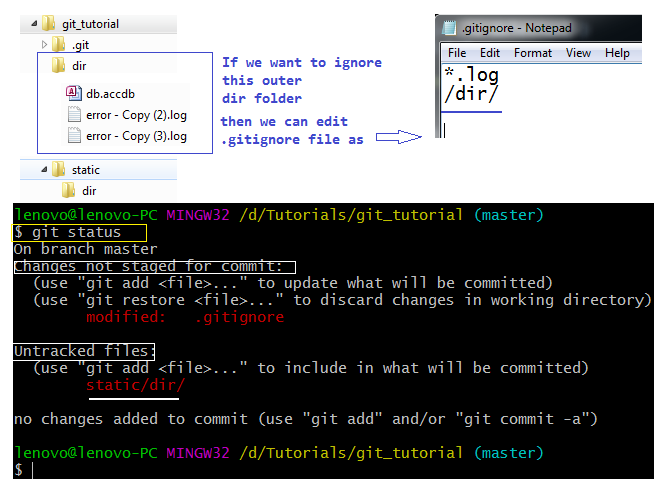 git_tutorial
.git
dir
db.accdb
error - Copy (2).log
error - Copy (3).log
static
dir
If we want to ignore
this outer
dir folder
then we can edit
.gitignore file as
.gitignore - Notepad
File Edit Format View Help
*.log
/dir/
lenovo@lenovo-PC MINGW32 /d/Tutorials/git_tutorial (master)
$ git status
On branch master
Changes not staged for commit:
(use "git add <file>..." to update what will be committed)
(use "git restore <file>..." to discard changes in working directory)
modified: .gitignore
Untracked files:
(use "git add <file>..." to include in what will be committed)
static/dir/
no changes added to commit (use "git add" and/or "git commit -a")
lenovo@lenovo-PC MINGW32 /d/Tutorials/git_tutorial (master)
$